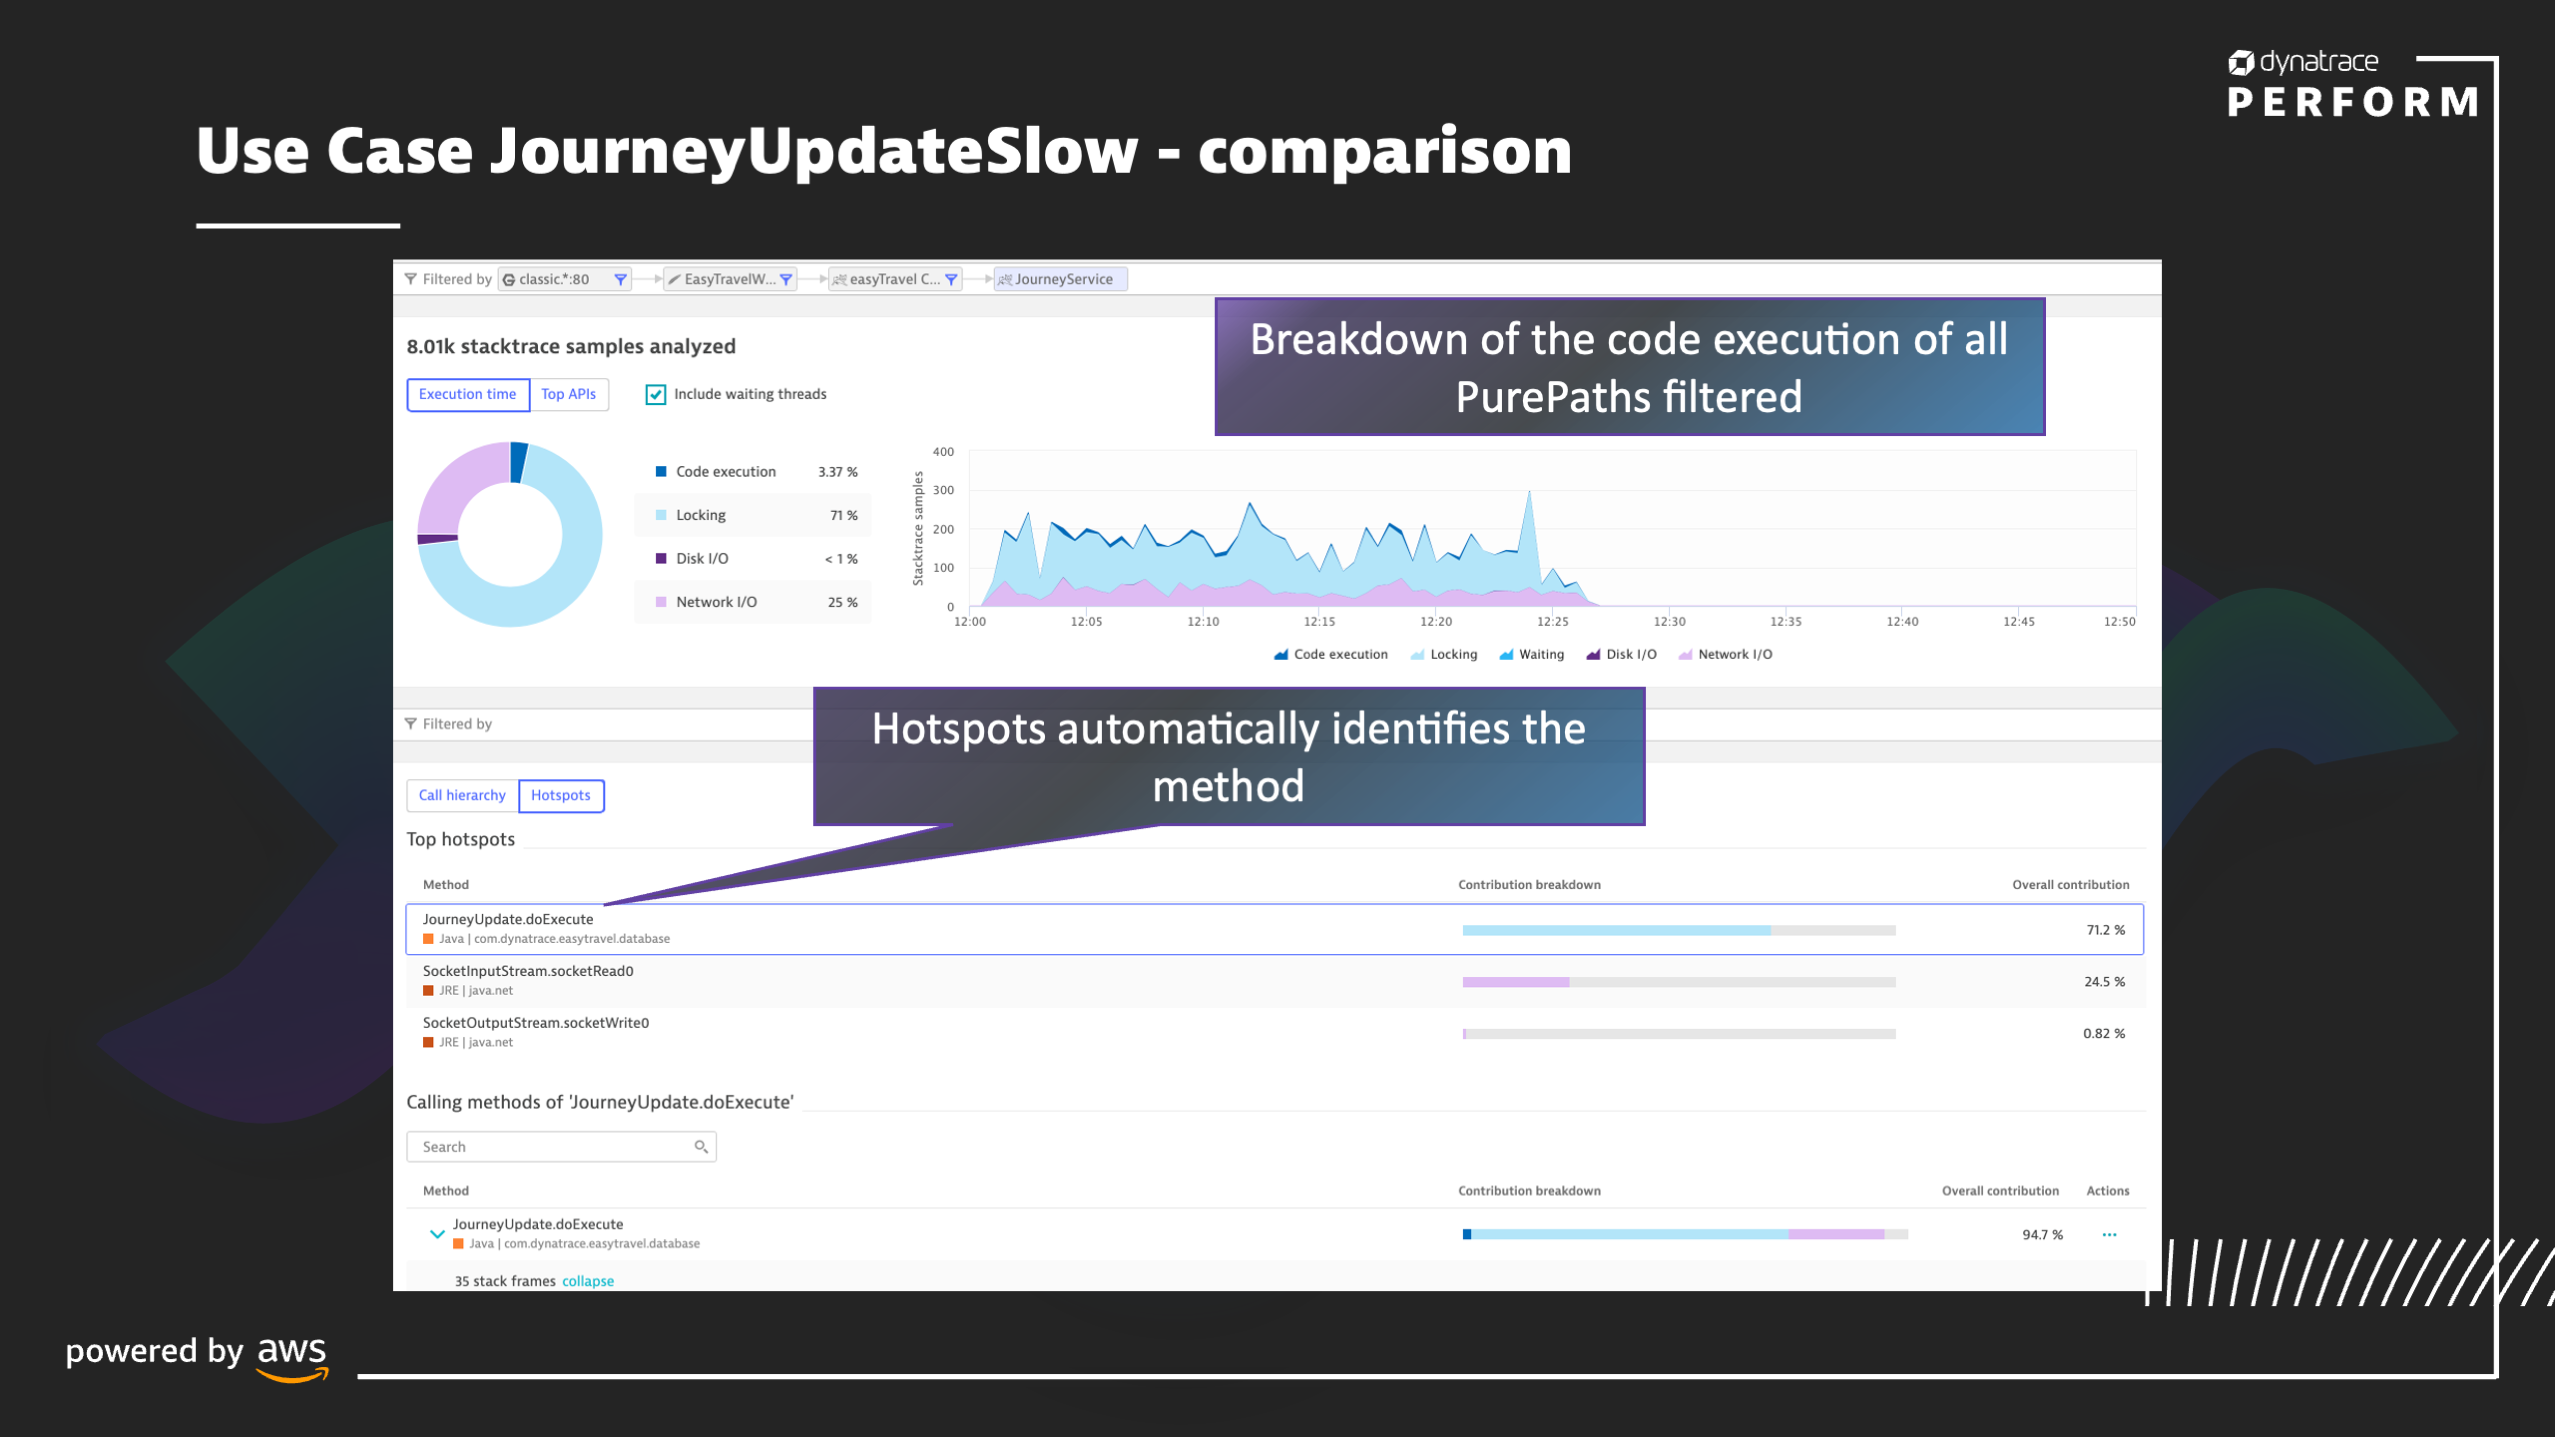 dynatrace
PERFORM
Use Case JourneyUpdateSlow - comparison
Filtered by classic.*:80 EasyTravelW... easyTravel C... JourneyService
Breakdown of the code execution of all
PurePaths filtered
8.01k stacktrace samples analyzed
Execution time Top APIs Include waiting threads
Code execution 3.37 %
Locking 71 %
Disk I/O < 1 %
Network I/O 25 %
Stacktrace samples
400
300
200
100
0
12:00 12:05 12:10 12:15 12:20 12:25 12:30 12:35 12:40 12:45 12:50
Code execution Locking Waiting Disk I/O Network I/O
Hotspots automatically identifies the
method
Filtered by
Call hierarchy Hotspots
Top hotspots
Method Contribution breakdown Overall contribution
JourneyUpdate.doExecute
Java | com.dynatrace.easytravel.database
71.2 %
SocketInputStream.socketRead0
JRE | java.net
24.5 %
SocketOutputStream.socketWrite0
JRE | java.net
0.82 %
Calling methods of 'JourneyUpdate.doExecute'
Search
Method Contribution breakdown Overall contribution Actions
JourneyUpdate.doExecute
Java | com.dynatrace.easytravel.database
94.7 % ...
35 stack frames collapse
powered by aws